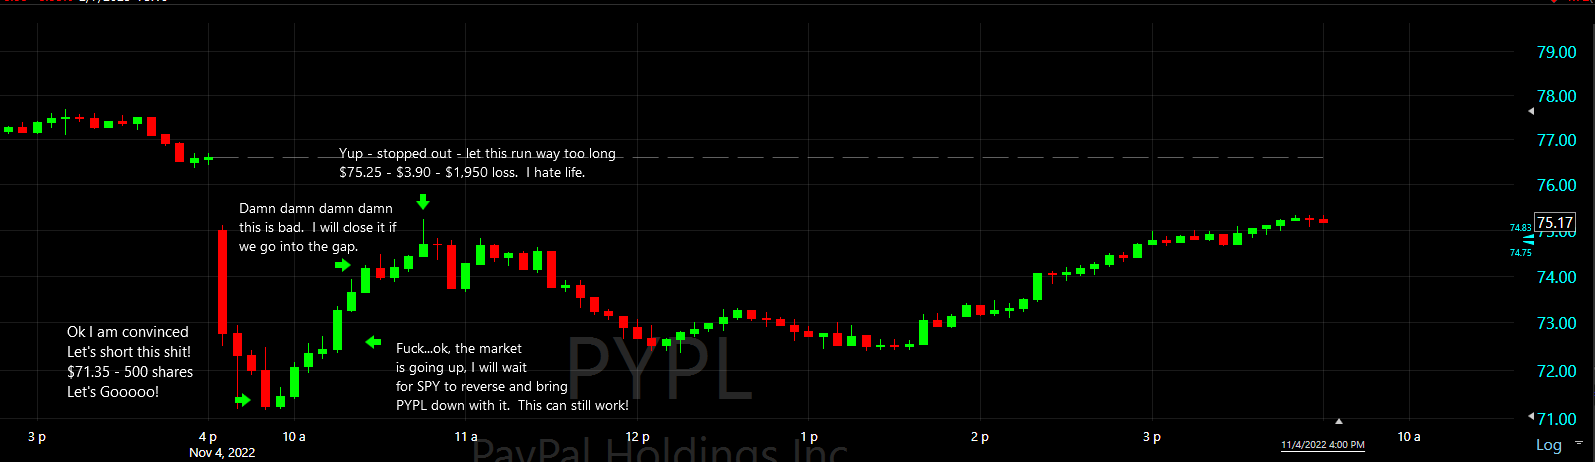 79.00
78.00
77.00
76.00
75.17
74.83
74.75
74.00
73.00
72.00
71.00
Yup - stopped out - let this run way too long
$75.25 - $3.90 - $1,950 loss. I hate life.
Damn damn damn damn
this is bad. I will close it if
we go into the gap.
Ok I am convinced
Let's short this shit!
$71.35 - 500 shares
Let's Gooooo!
Fuck...ok, the market
is going up, I will wait
for SPY to reverse and bring
PYPL down with it. This can still work!
PYPL
PayPal Holdings Inc
3 p
4 p
10 a
11 a
12 p
1 p
2 p
3 p
10 a
Nov 4, 2022
11/4/2022 4:00 PM
Log